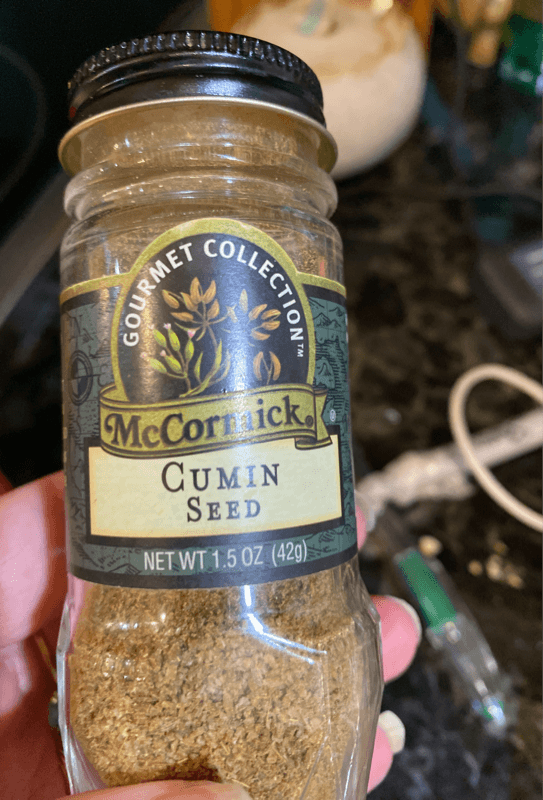 GOURMET COLLECTION™
McCormick®
CUMIN
SEED
NET WT 1.5 OZ (42g)